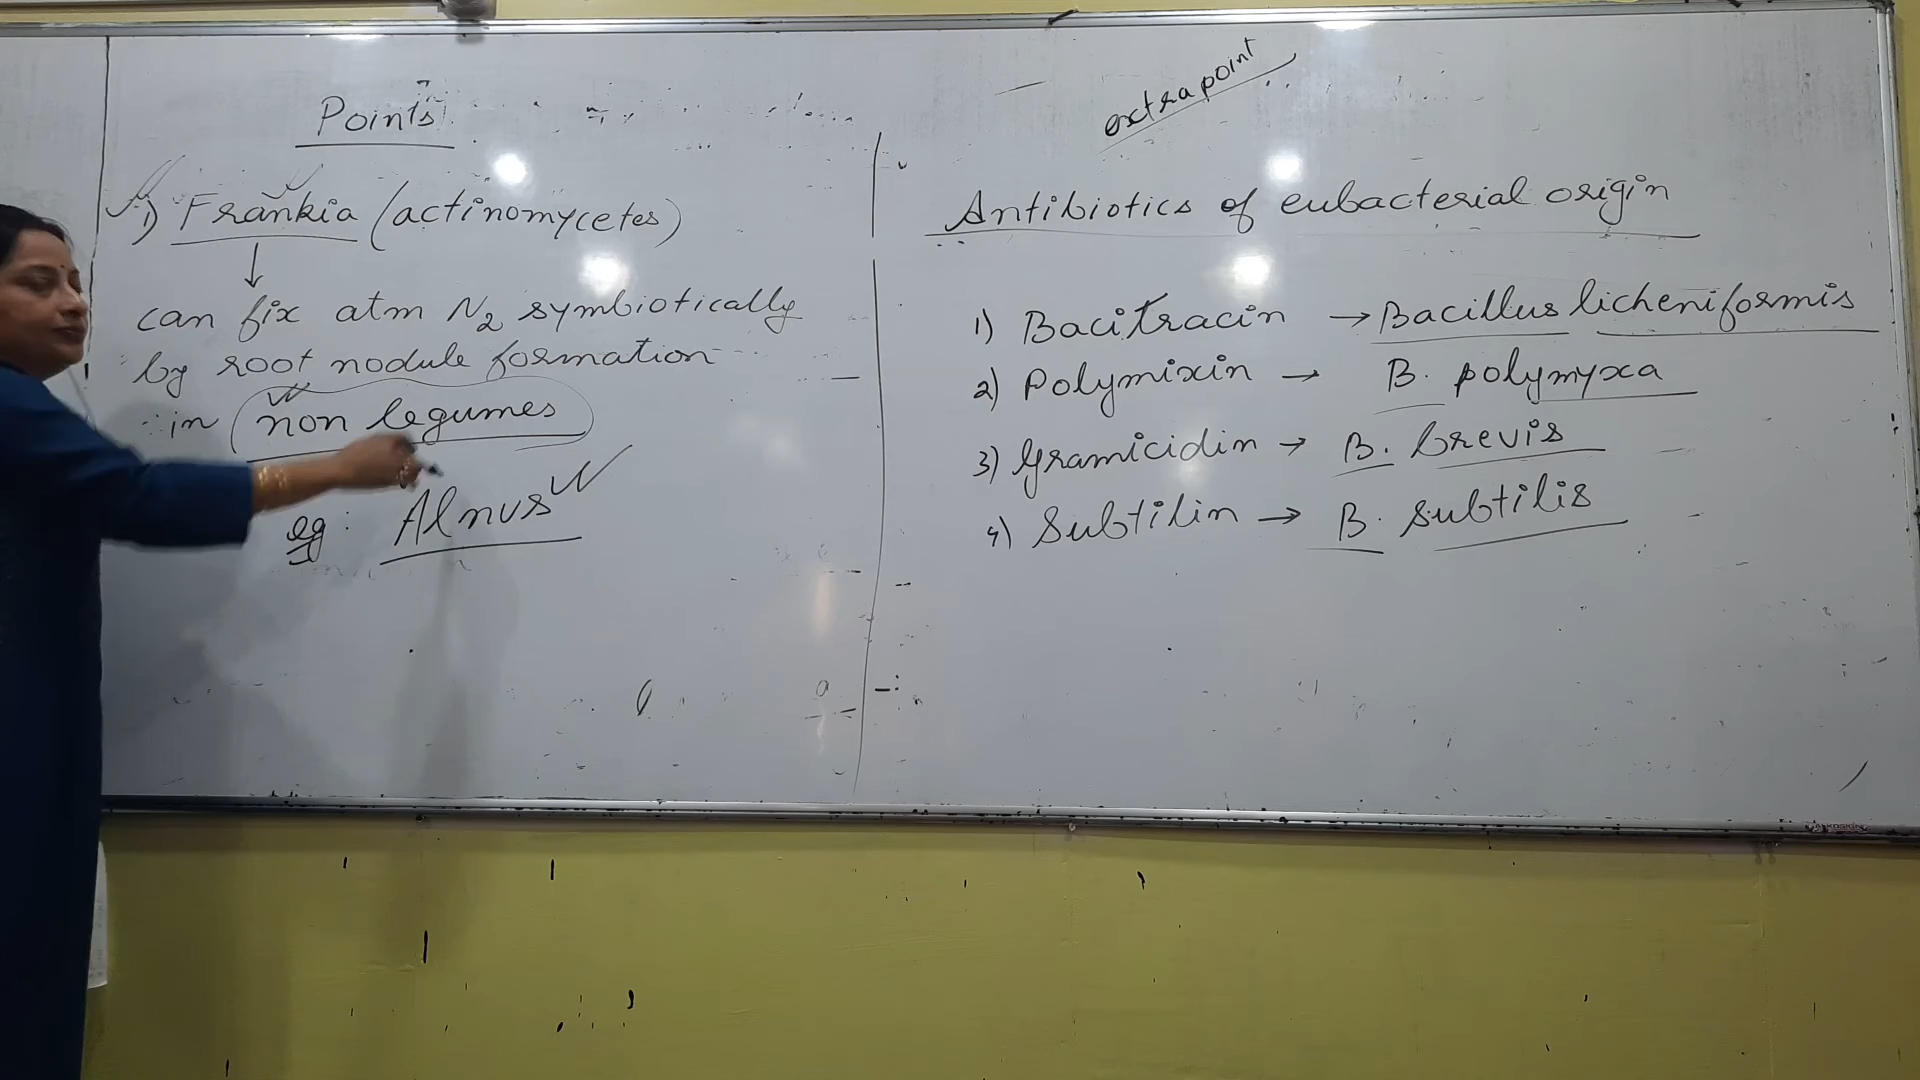 Points
1) Frankia (actinomycetes)
↓
can fix atm N₂ symbiotically
by root nodule formation
in non legumes
eg: Alnus
extra point
Antibiotics of eubacterial origin
1) Bacitracin → Bacillus licheniformis
2) Polymixin → B. polymyxa
3) Gramicidin → B. brevis
4) Subtilin → B. subtilis